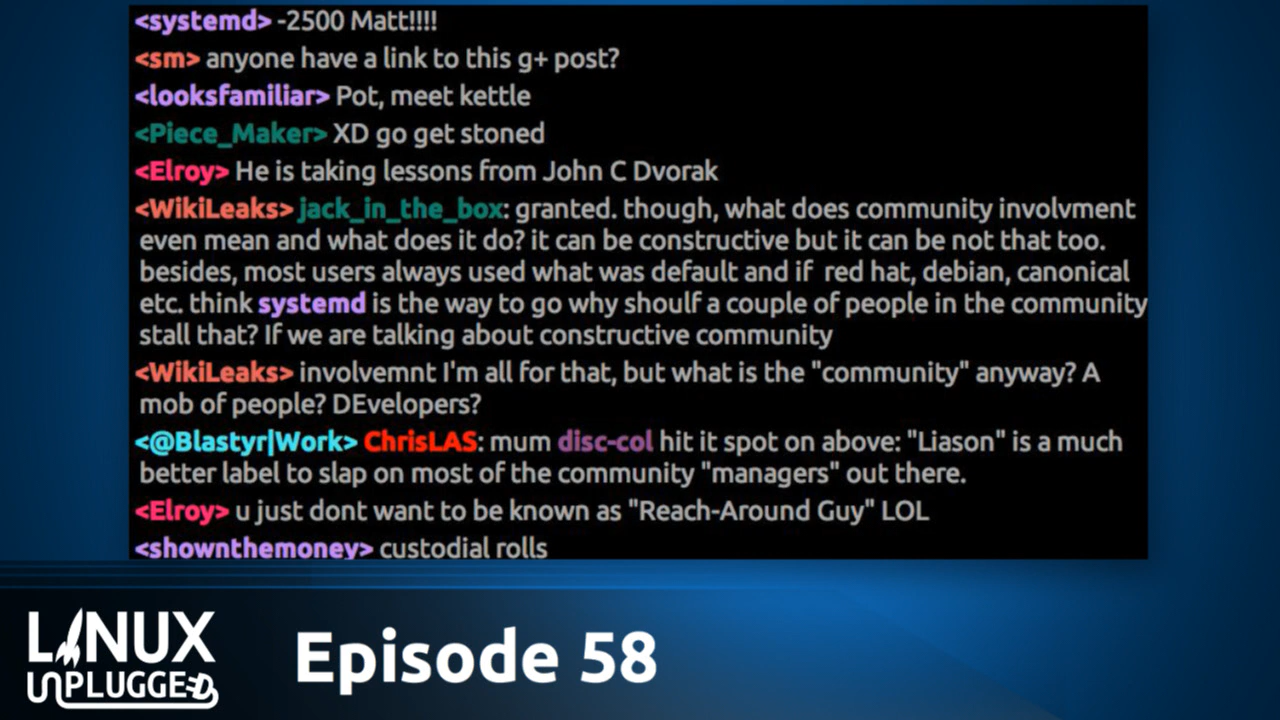 <systemd> -2500 Matt!!!!
<sm> anyone have a link to this g+ post?
<looksfamiliar> Pot, meet kettle
<Piece_Maker> XD go get stoned
<Elroy> He is taking lessons from John C Dvorak
<WikiLeaks> jack_in_the_box: granted. though, what does community involvment
even mean and what does it do? it can be constructive but it can be not that too.
besides, most users always used what was default and if  red hat, debian, canonical
etc. think systemd is the way to go why shoulf a couple of people in the community
stall that? If we are talking about constructive community
<WikiLeaks> involvemnt I'm all for that, but what is the "community" anyway? A
mob of people? DEvelopers?
<@Blastyr|Work> ChrisLAS: mum disc-col hit it spot on above: "Liason" is a much
better label to slap on most of the community "managers" out there.
<Elroy> u just dont want to be known as "Reach-Around Guy" LOL
<shownthemoney> custodial rolls
LINUX
UNPLUGGED
Episode 58